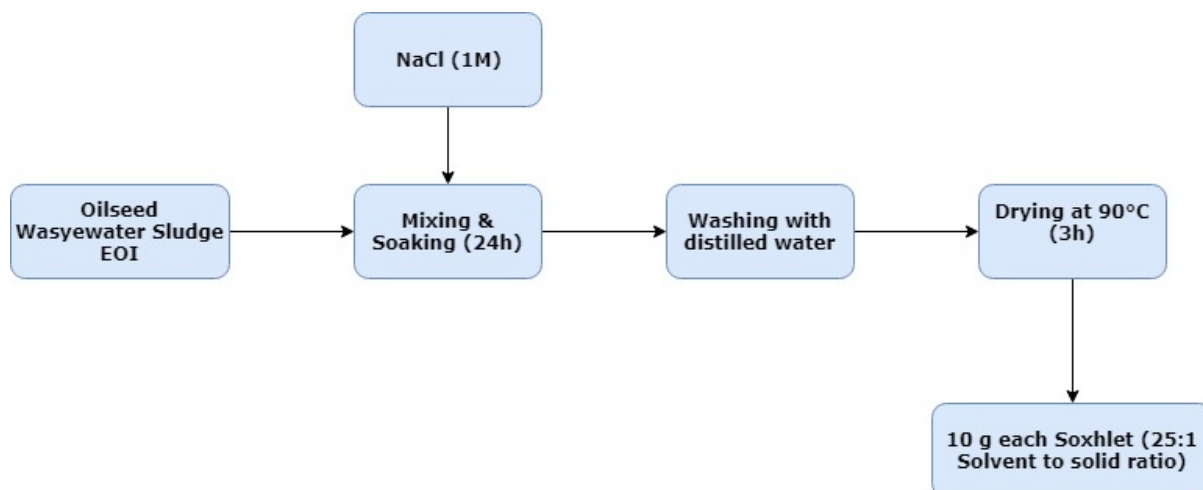 NaCl (1M)
Oilseed
Wasyewater Sludge
EOI
Mixing &
Soaking (24h)
Washing with
distilled water
Drying at 90°C
(3h)
10 g each Soxhlet (25:1
Solvent to solid ratio)